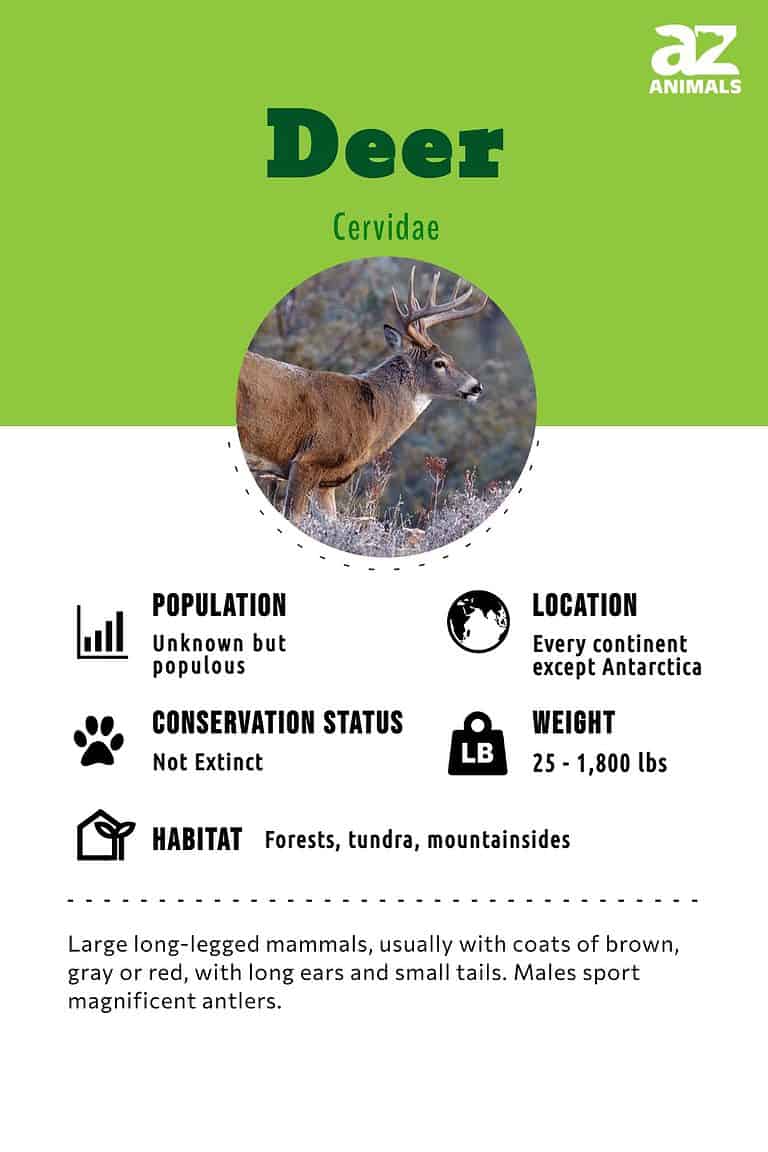 az
ANIMALS
Deer
Cervidae
POPULATION
Unknown but
populous
LOCATION
Every continent
except Antarctica
CONSERVATION STATUS
Not Extinct
LB
WEIGHT
25 - 1,800 lbs
HABITAT Forests, tundra, mountainsides
Large long-legged mammals, usually with coats of brown,
gray or red, with long ears and small tails. Males sport
magnificent antlers.